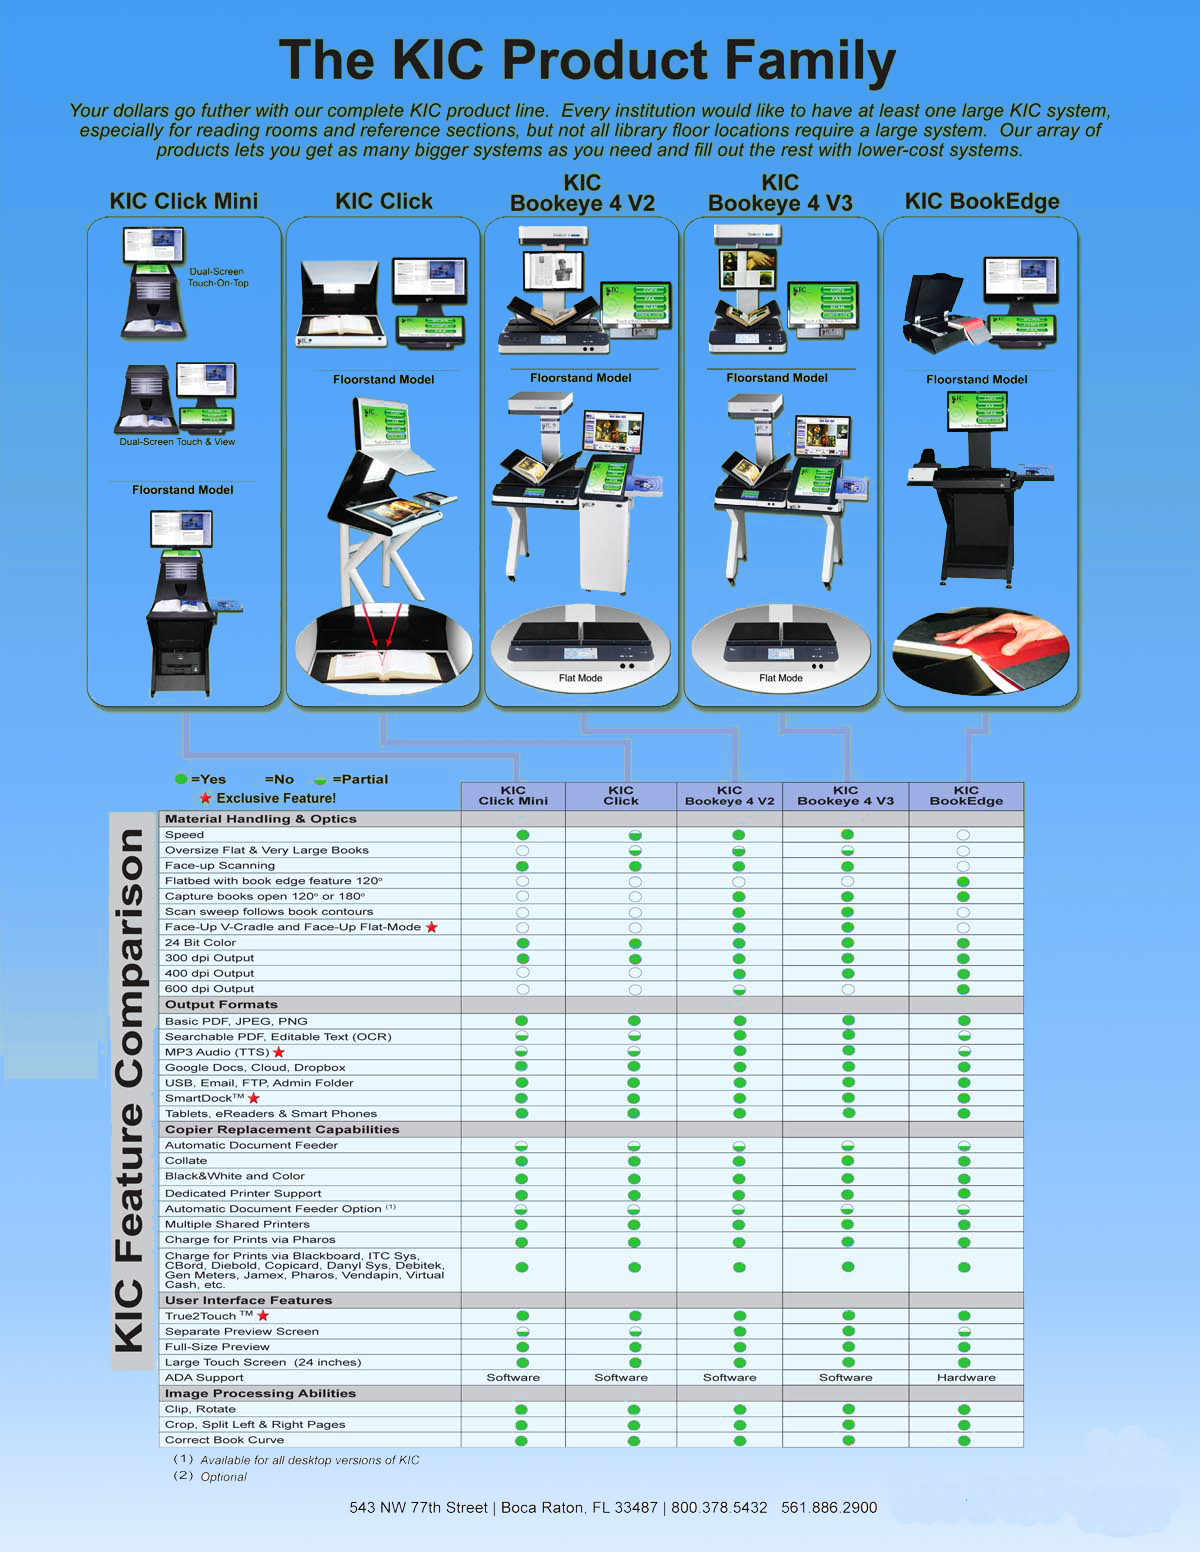 The KIC Product Family
Your dollars go futher with our complete KIC product line. Every institution would like to have at least one large KIC system,
especially for reading rooms and reference sections, but not all library floor locations require a large system. Our array of
products lets you get as many bigger systems as you need and fill out the rest with lower-cost systems.
KIC Click Mini
KIC Click
KIC
Bookeye 4 V2
KIC
Bookeye 4 V3
KIC BookEdge
Dual-Screen
Touch-On-Top
Dual-Screen Touch & View
Floorstand Model
Floorstand Model
Floorstand Model
Floorstand Model
Floorstand Model
Flat Mode
Flat Mode
=Yes =No =Partial
Exclusive Feature!
KIC Feature Comparison
KIC
Click Mini
KIC
Click
KIC
Bookeye 4 V2
KIC
Bookeye 4 V3
KIC
BookEdge
Material Handling & Optics
Speed
Oversize Flat & Very Large Books
Face-up Scanning
Flatbed with book edge feature 120º
Capture books open 120º or 180º
Scan sweep follows book contours
Face-Up V-Cradle and Face-Up Flat-Mode
24 Bit Color
300 dpi Output
400 dpi Output
600 dpi Output
Output Formats
Basic PDF, JPEG, PNG
Searchable PDF, Editable Text (OCR)
MP3 Audio (TTS)
Google Docs, Cloud, Dropbox
USB, Email, FTP, Admin Folder
SmartDock™
Tablets, eReaders & Smart Phones
Copier Replacement Capabilities
Automatic Document Feeder
Collate
Black&White and Color
Dedicated Printer Support
Automatic Document Feeder Option (1)
Multiple Shared Printers
Charge for Prints via Pharos
Charge for Prints via Blackboard, ITC Sys,
CBord, Diebold, Copicard, Danyl Sys, Debitek,
Gen Meters, Jamex, Pharos, Vendapin, Virtual
Cash, etc.
User Interface Features
True2Touch ™
Separate Preview Screen
Full-Size Preview
Large Touch Screen (24 inches)
ADA Support Software Software Software Software Hardware
Image Processing Abilities
Clip, Rotate
Crop, Split Left & Right Pages
Correct Book Curve
(1) Available for all desktop versions of KIC
(2) Optional
543 NW 77th Street | Boca Raton, FL 33487 | 800.378.5432 561.886.2900